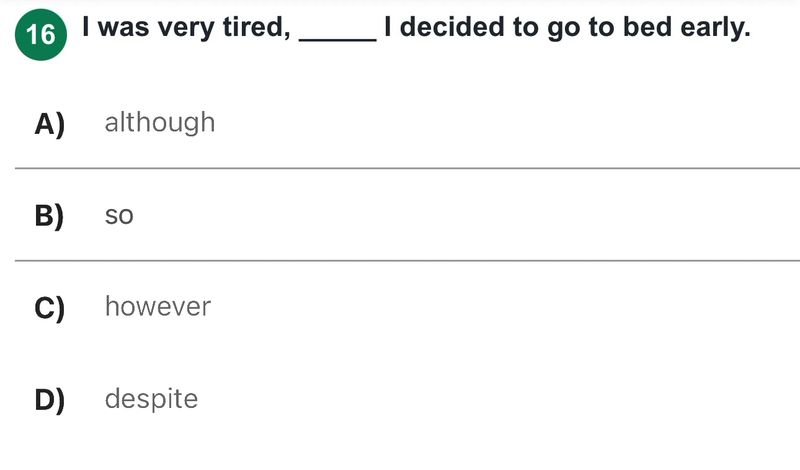 16 I was very tired, _____ I decided to go to bed early.
A) although
B) so
C) however
D) despite